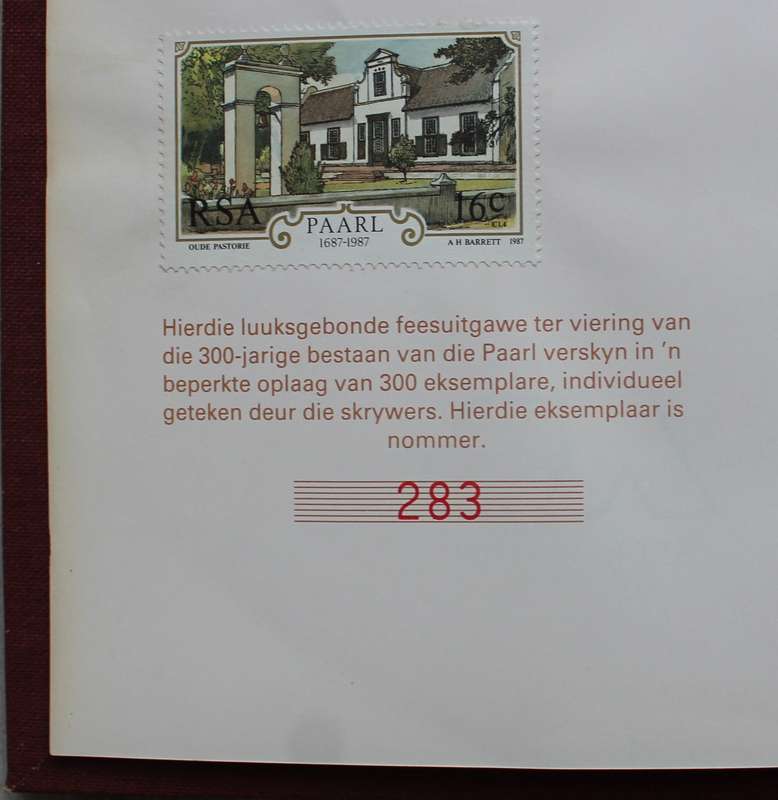 RSA
16c
PAARL
1687-1987
OUDE PASTORIE
A H BARRETT 1987
Hierdie luuksgebonde feesuitgawe ter viering van
die 300-jarige bestaan van die Paarl verskyn in 'n
beperkte oplaag van 300 eksemplare, individueel
geteken deur die skrywers. Hierdie eksemplaar is
nommer.
283